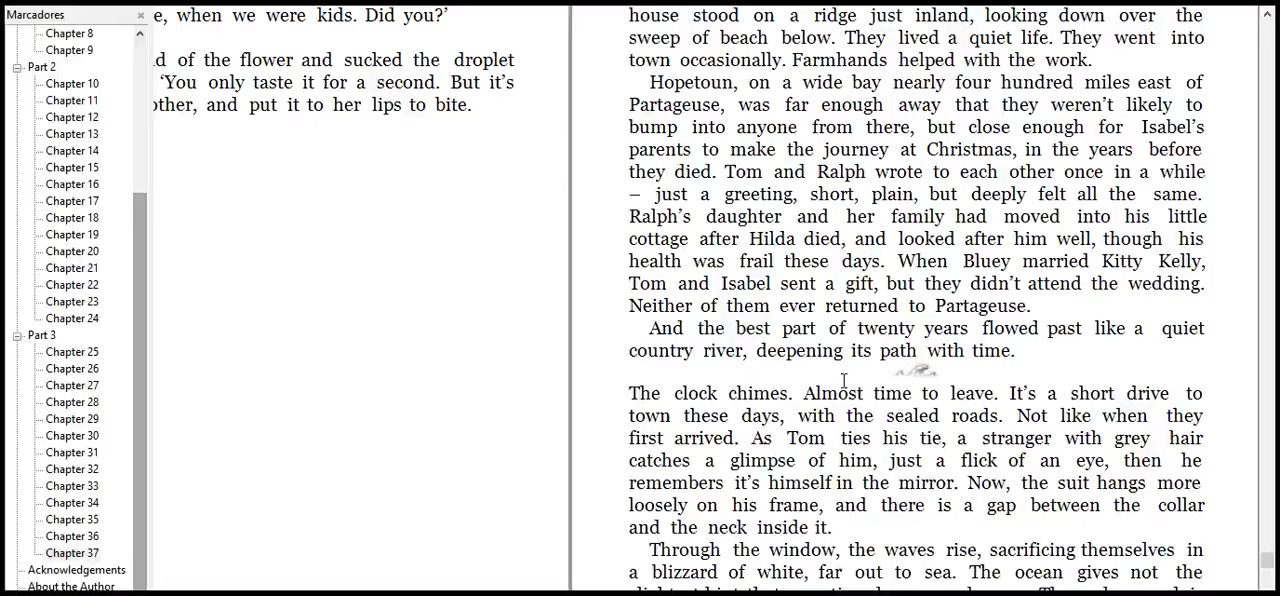 Marcadores
Chapter 8
Chapter 9
Part 2
Chapter 10
Chapter 11
Chapter 12
Chapter 13
Chapter 14
Chapter 15
Chapter 16
Chapter 17
Chapter 18
Chapter 19
Chapter 20
Chapter 21
Chapter 22
Chapter 23
Chapter 24
Part 3
Chapter 25
Chapter 26
Chapter 27
Chapter 28
Chapter 29
Chapter 30
Chapter 31
Chapter 32
Chapter 33
Chapter 34
Chapter 35
Chapter 36
Chapter 37
Acknowledgements
About the Author
e, when we were kids. Did you?’
d of the flower and sucked the droplet
‘You only taste it for a second. But it’s
other, and put it to her lips to bite.
house stood on a ridge just inland, looking down over the
sweep of beach below. They lived a quiet life. They went into
town occasionally. Farmhands helped with the work.
Hopetoun, on a wide bay nearly four hundred miles east of
Partageuse, was far enough away that they weren’t likely to
bump into anyone from there, but close enough for Isabel’s
parents to make the journey at Christmas, in the years before
they died. Tom and Ralph wrote to each other once in a while
– just a greeting, short, plain, but deeply felt all the same.
Ralph’s daughter and her family had moved into his little
cottage after Hilda died, and looked after him well, though his
health was frail these days. When Bluey married Kitty Kelly,
Tom and Isabel sent a gift, but they didn’t attend the wedding.
Neither of them ever returned to Partageuse.
And the best part of twenty years flowed past like a quiet
country river, deepening its path with time.
The clock chimes. Almost time to leave. It’s a short drive to
town these days, with the sealed roads. Not like when they
first arrived. As Tom ties his tie, a stranger with grey hair
catches a glimpse of him, just a flick of an eye, then he
remembers it’s himself in the mirror. Now, the suit hangs more
loosely on his frame, and there is a gap between the collar
and the neck inside it.
Through the window, the waves rise, sacrificing themselves in
a blizzard of white, far out to sea. The ocean gives not the